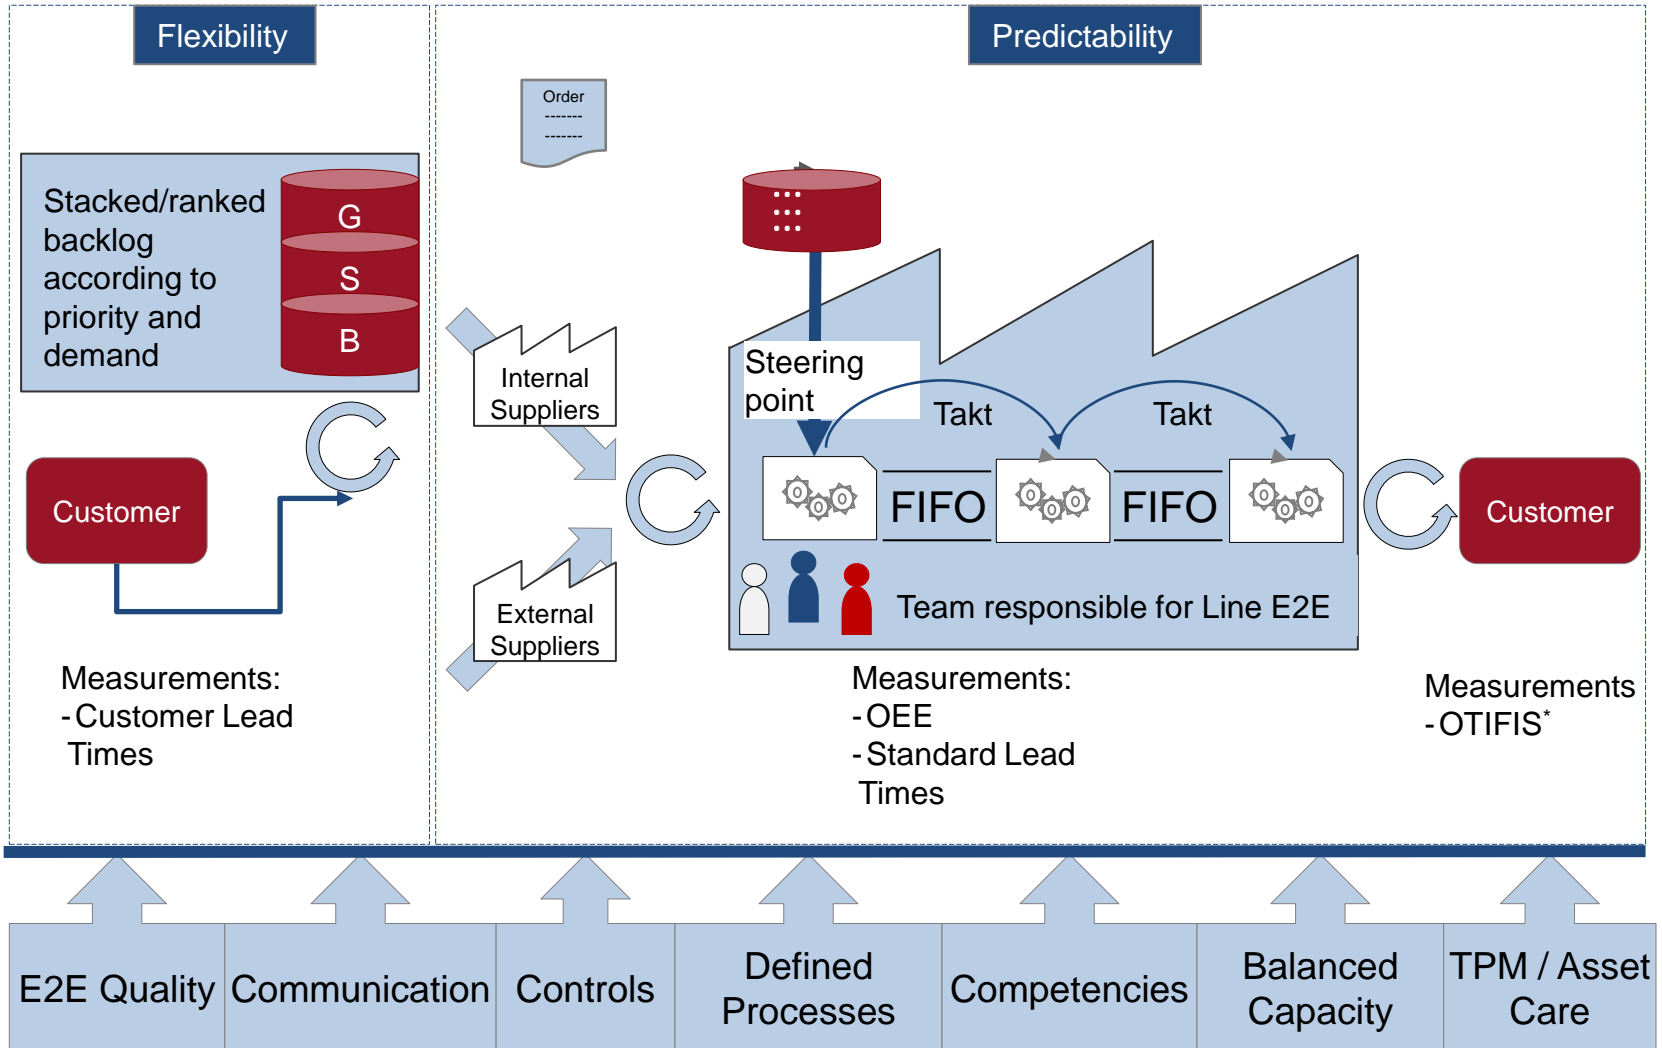 Flexibility
Predictability
Order
-------
-------
Stacked/ranked
backlog
according to
priority and
demand
G
S
B
Internal
Suppliers
Steering
point
Takt
Takt
Customer
FIFO
FIFO
Customer
External
Suppliers
Team responsible for Line E2E
Measurements:
- Customer Lead
Times
Measurements:
- OEE
- Standard Lead
Times
Measurements
- OTIFIS*
E2E Quality
Communication
Controls
Defined
Processes
Competencies
Balanced
Capacity
TPM / Asset
Care